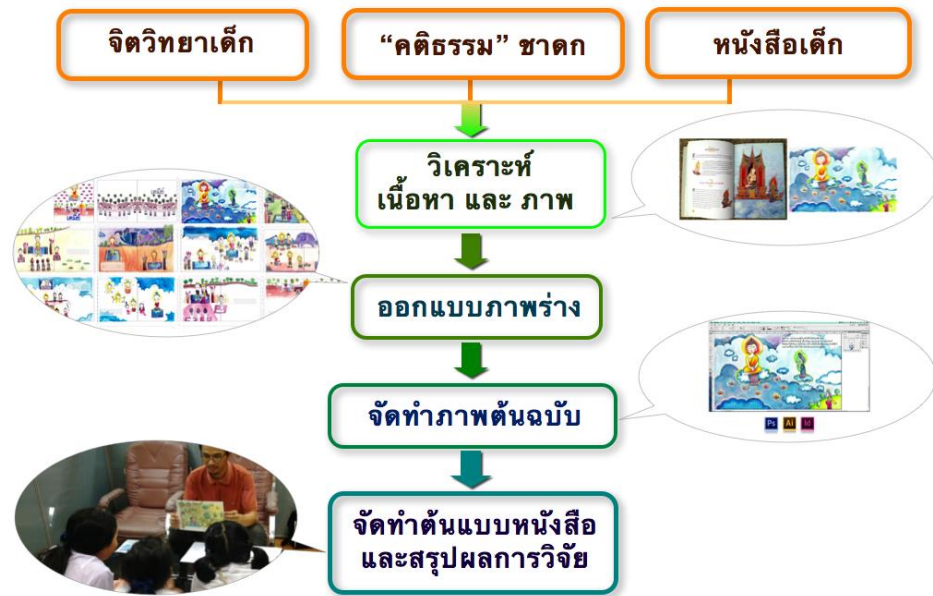 จิตวิทยาเด็ก
“คติธรรม” ชาดก
หนังสือเด็ก
วิเคราะห์
เนื้อหา และ ภาพ
ออกแบบภาพร่าง
จัดทำภาพต้นฉบับ
Ps Ai Id
จัดทำต้นแบบหนังสือ
และสรุปผลการวิจัย